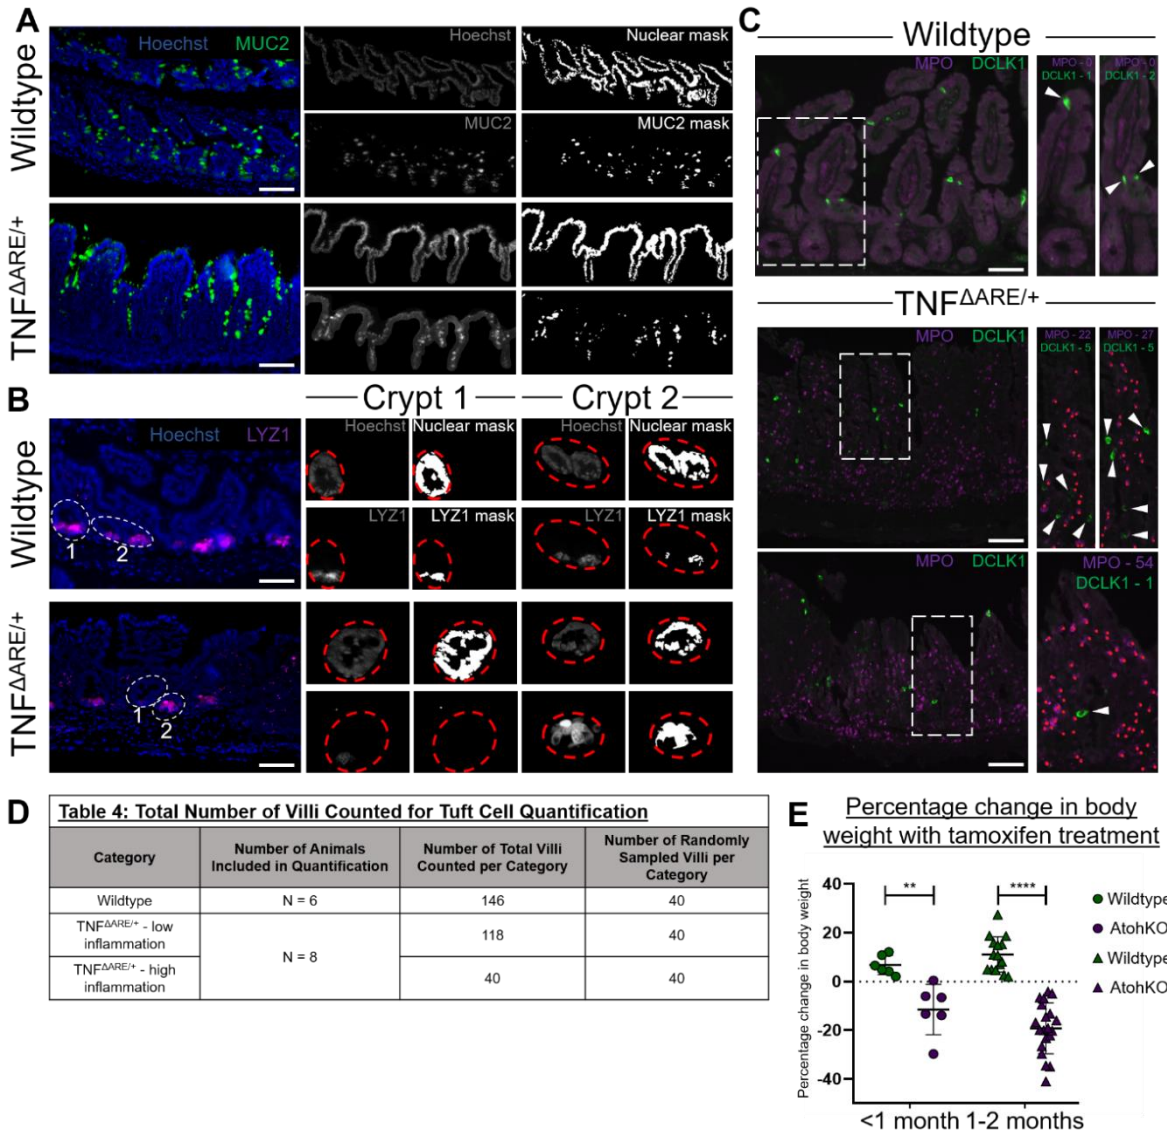 A
Wildtype
Hoechst MUC2
Hoechst
Nuclear mask
MUC2
MUC2 mask
TNFΔARE/+
B
Crypt 1
Crypt 2
Wildtype
Hoechst LYZ1
1
2
Hoechst
Nuclear mask
Hoechst
Nuclear mask
LYZ1
LYZ1 mask
LYZ1
LYZ1 mask
TNFΔARE/+
1
2
C
Wildtype
MPO DCLK1
MPO - 0
DCLK1 - 1
MPO - 0
DCLK1 - 2
TNFΔARE/+
MPO DCLK1
MPO - 22
DCLK1 - 5
MPO - 27
DCLK1 - 5
MPO DCLK1
MPO - 54
DCLK1 - 1
D
Table 4: Total Number of Villi Counted for Tuft Cell Quantification
Category
Number of Animals
Included in Quantification
Number of Total Villi
Counted per Category
Number of Randomly
Sampled Villi per
Category
Wildtype
N = 6
146
40
TNFΔARE/+ - low
inflammation
N = 8
118
40
TNFΔARE/+ - high
inflammation
40
40
E
Percentage change in body
weight with tamoxifen treatment
Percentage change in body weight
40
20
0
-20
-40
**
****
<1 month
1-2 months
Wildtype
AtohKO
Wildtype
AtohKO